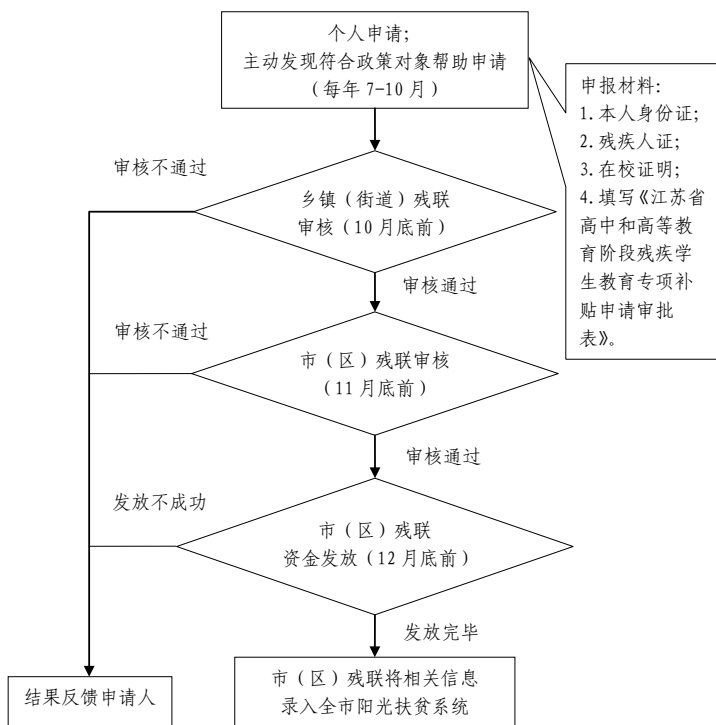 个人申请；
主动发现符合政策对象帮助申请
（每年 7-10 月）
申报材料：
1. 本人身份证；
2. 残疾人证；
3. 在校证明；
4. 填写《江苏省
高中和高等教
育阶段残疾学
生教育专项补
贴申请审批
表》。
审核不通过
乡镇（街道）残联
审核（10 月底前）
审核通过
审核不通过
市（区）残联审核
（11 月底前）
审核通过
发放不成功
市（区）残联
资金发放（12 月底前）
发放完毕
结果反馈申请人
市（区）残联将相关信息
录入全市阳光扶贫系统